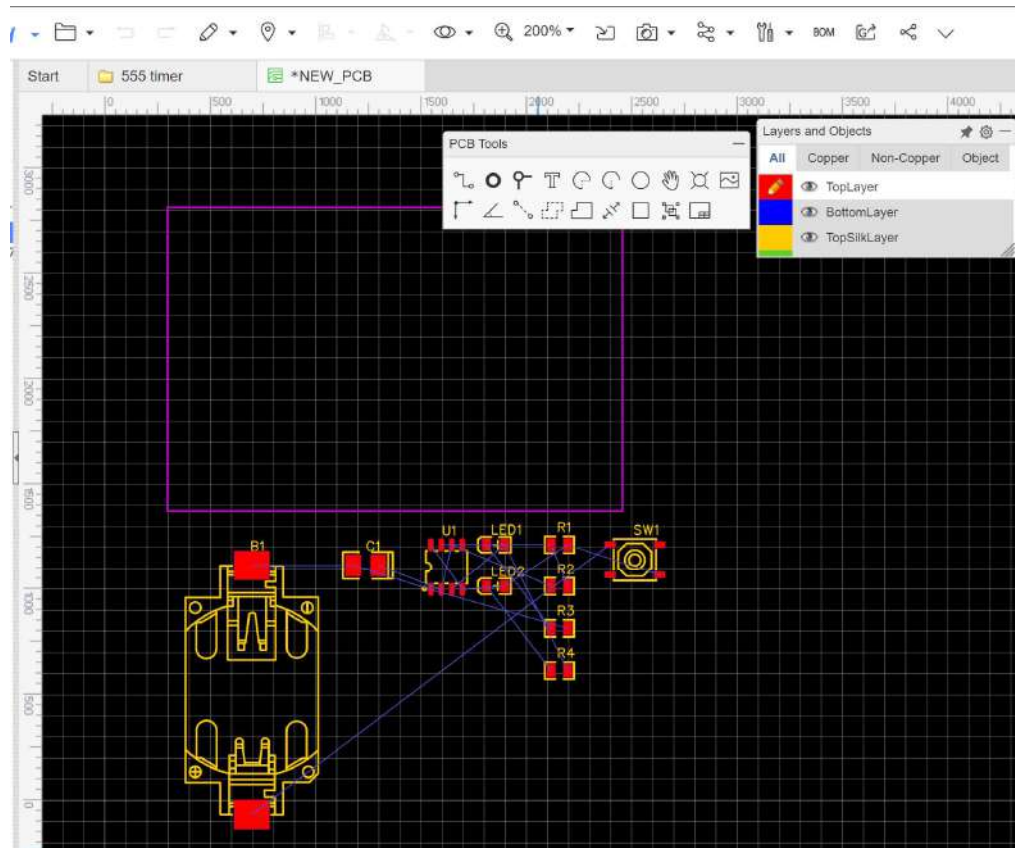 200%
BOM
Start
555 timer
*NEW_PCB
0
500
1000
1500
2000
2500
3000
3500
4000
PCB Tools
Layers and Objects
All Copper Non-Copper Object
TopLayer
BottomLayer
TopSilkLayer
3000
2500
2000
1500
1000
500
0
B1
C1
U1
LED1
LED2
R1
R2
R3
R4
SW1